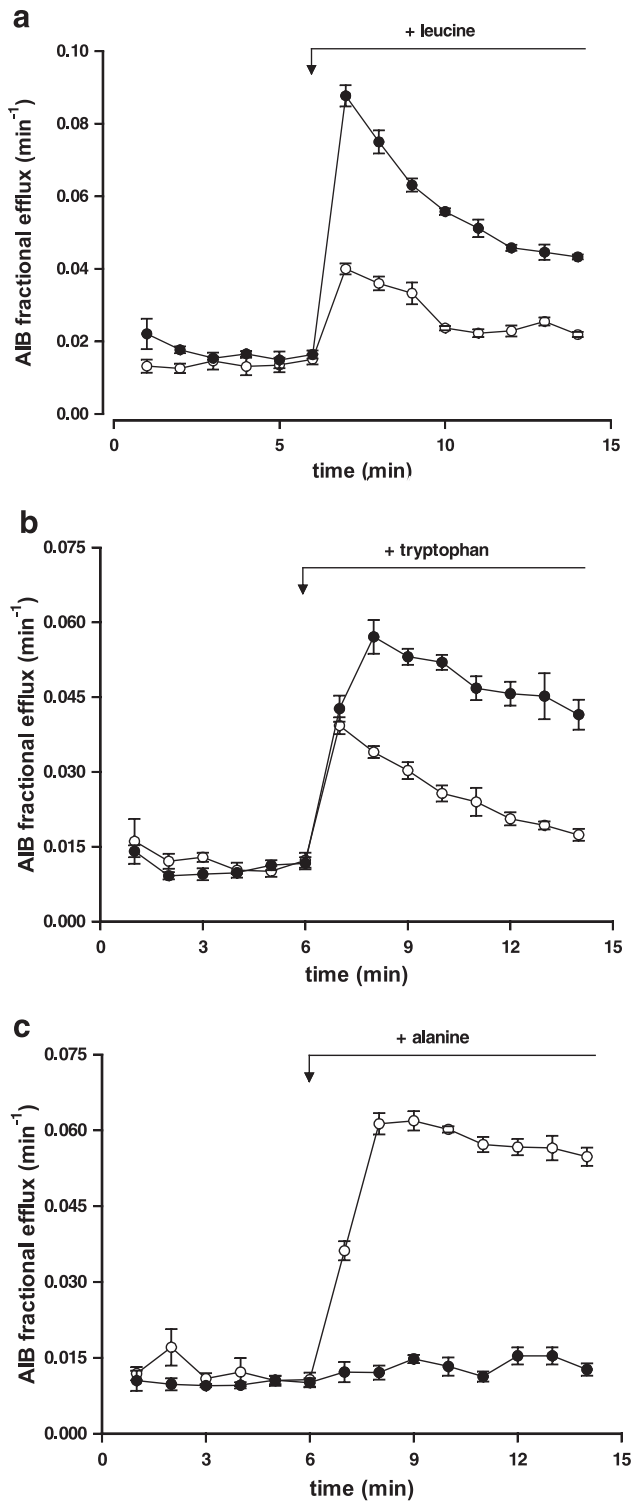 a
+ leucine
AIB fractional efflux (min⁻¹)
0.10
0.08
0.06
0.04
0.02
0.00
0 5 10 15
time (min)
b
+ tryptophan
AIB fractional efflux (min⁻¹)
0.075
0.060
0.045
0.030
0.015
0.000
0 3 6 9 12 15
time (min)
c
+ alanine
AIB fractional efflux (min⁻¹)
0.075
0.060
0.045
0.030
0.015
0.000
0 3 6 9 12 15
time (min)